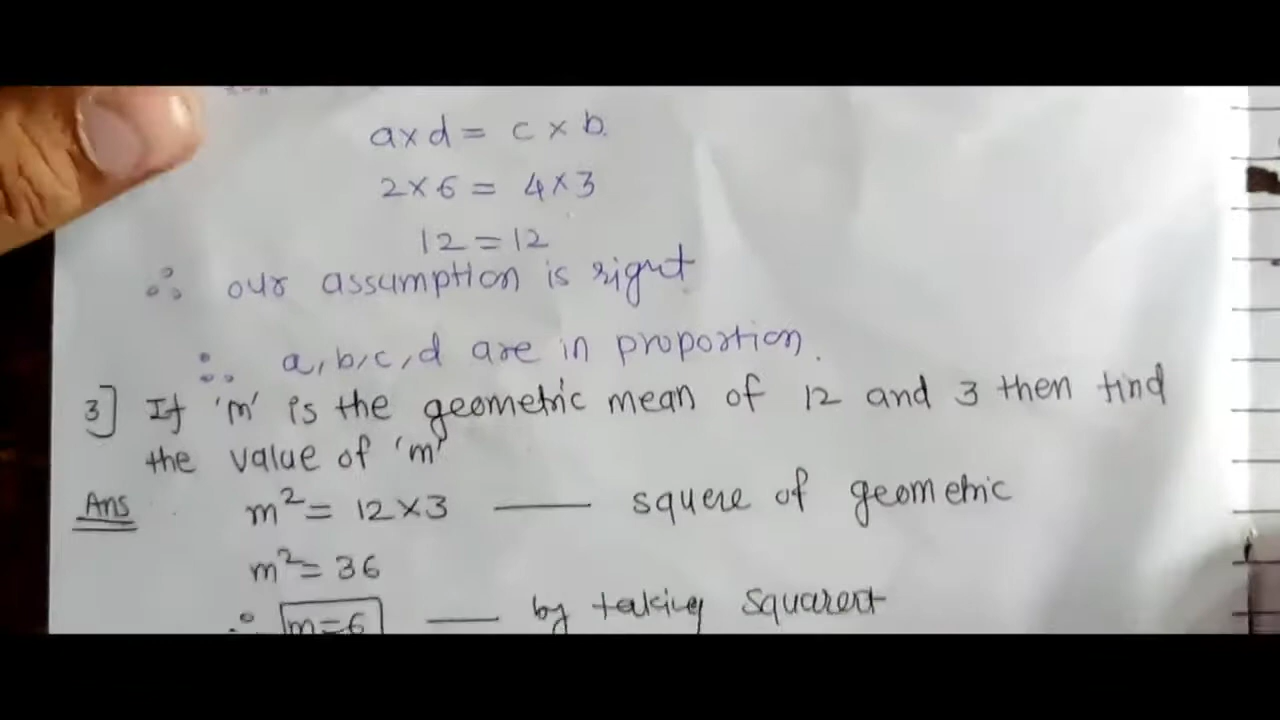 a×d = c×b.
2×6 = 4×3
12 = 12
∴ our assumption is right
∴ a,b,c,d are in proportion.
3] If 'm' is the geometric mean of 12 and 3 then find
the value of 'm'
Ans m² = 12×3 —— squere of geometric
m² = 36
∴ m=6 —— by taking squareroot